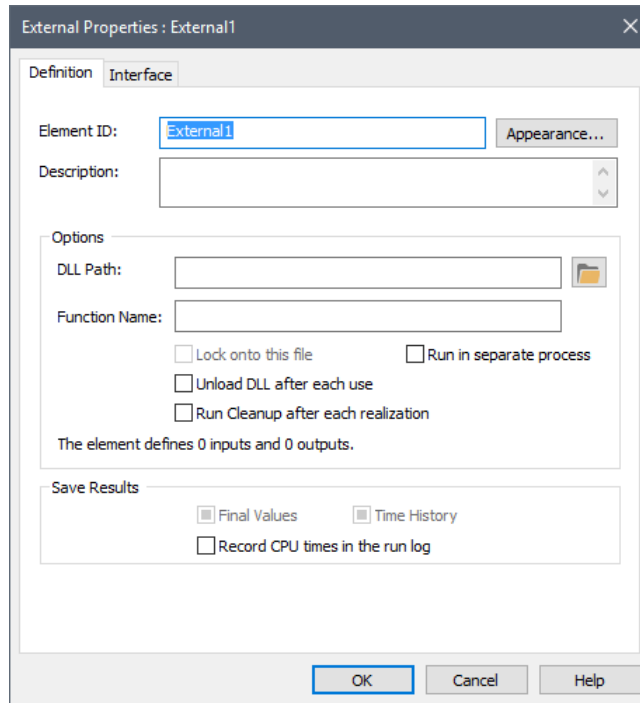 External Properties : External1
Definition Interface
Element ID: External1 Appearance...
Description:
Options
DLL Path:
Function Name:
Lock onto this file Run in separate process
Unload DLL after each use
Run Cleanup after each realization
The element defines 0 inputs and 0 outputs.
Save Results
Final Values Time History
Record CPU times in the run log
OK Cancel Help